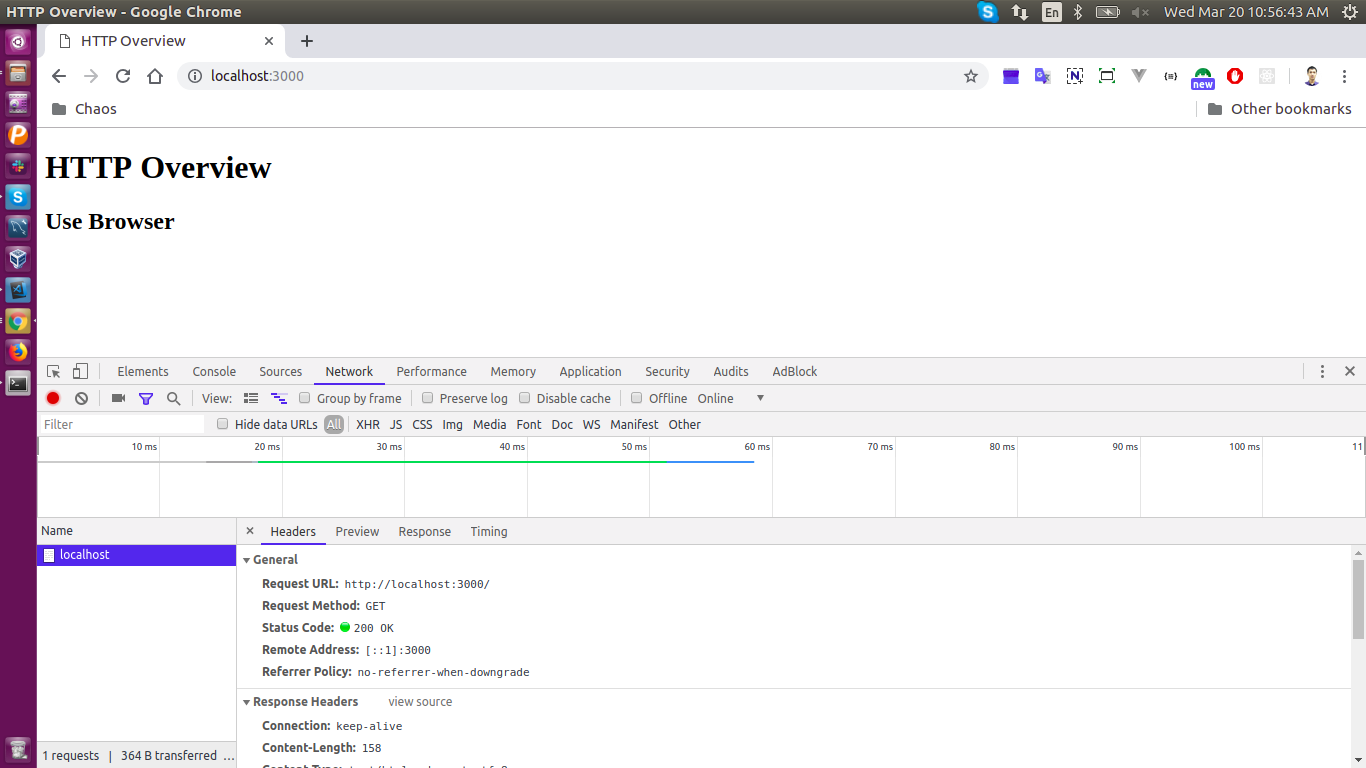 HTTP Overview - Google Chrome En Wed Mar 20 10:56:43 AM
HTTP Overview
localhost:3000 new
Chaos Other bookmarks
HTTP Overview
Use Browser
Elements Console Sources Network Performance Memory Application Security Audits AdBlock
View: Group by frame Preserve log Disable cache Offline Online
Filter Hide data URLs All XHR JS CSS Img Media Font Doc WS Manifest Other
10 ms 20 ms 30 ms 40 ms 50 ms 60 ms 70 ms 80 ms 90 ms 100 ms 11
Name Headers Preview Response Timing
localhost
General
Request URL: http://localhost:3000/
Request Method: GET
Status Code: 200 OK
Remote Address: [::1]:3000
Referrer Policy: no-referrer-when-downgrade
Response Headers view source
Connection: keep-alive
Content-Length: 158
1 requests | 364 B transferred ...